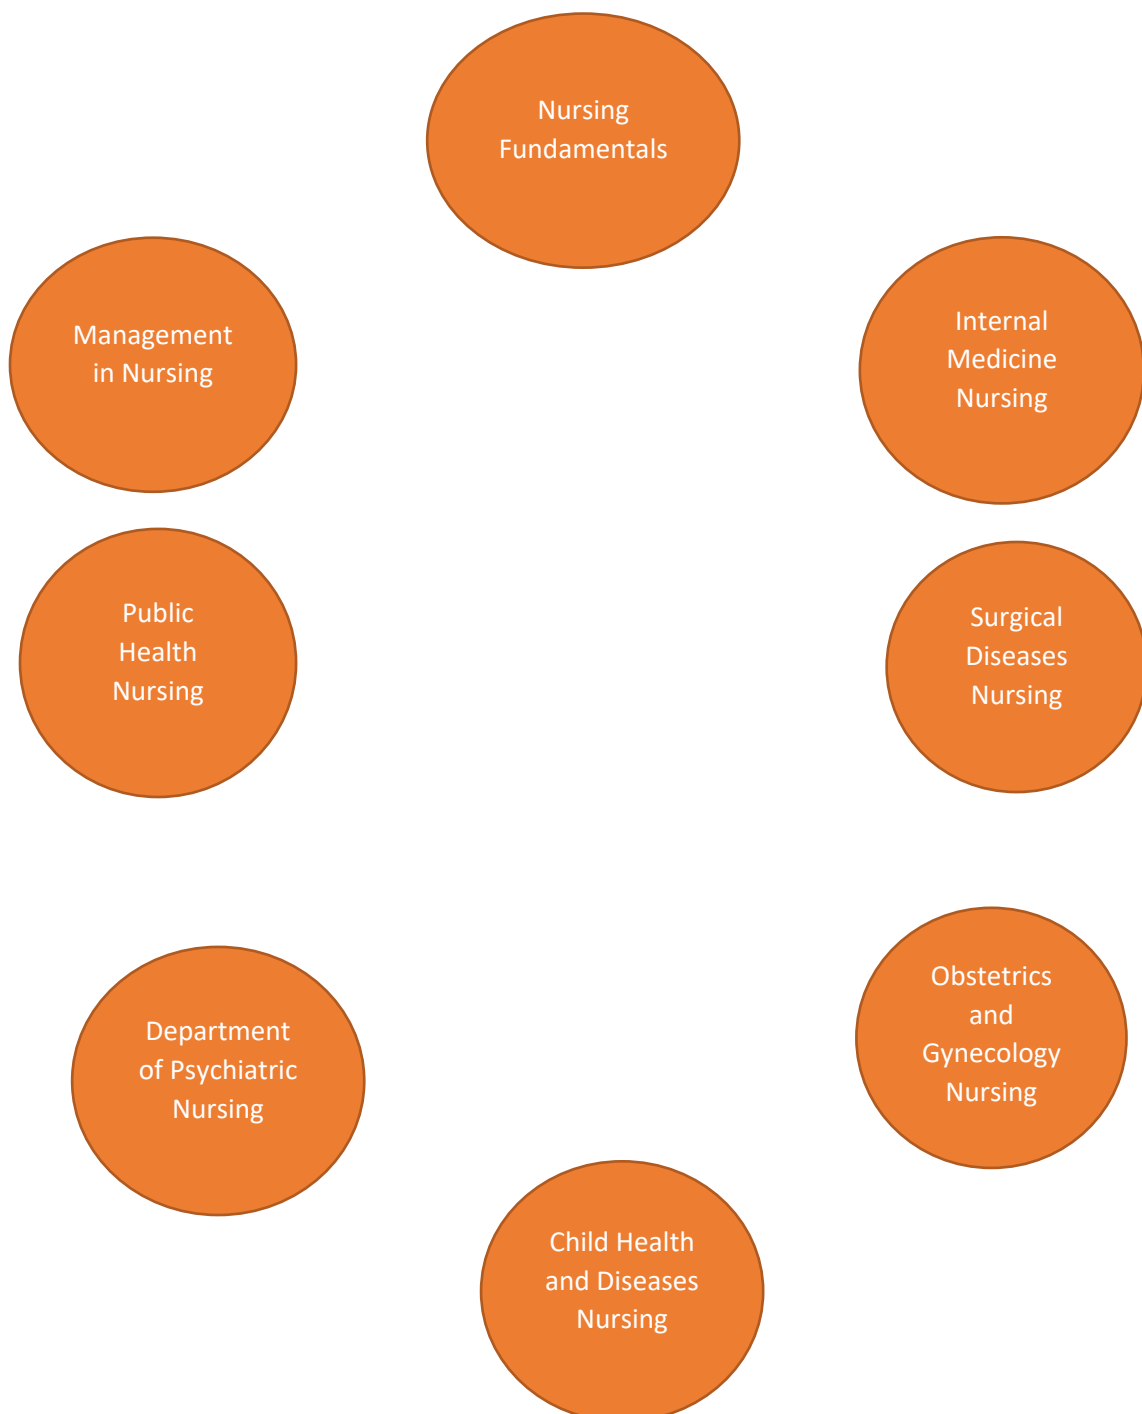 Nursing
Fundamentals
Management
in Nursing
Internal
Medicine
Nursing
Public
Health
Nursing
Surgical
Diseases
Nursing
Department
of Psychiatric
Nursing
Obstetrics
and
Gynecology
Nursing
Child Health
and Diseases
Nursing